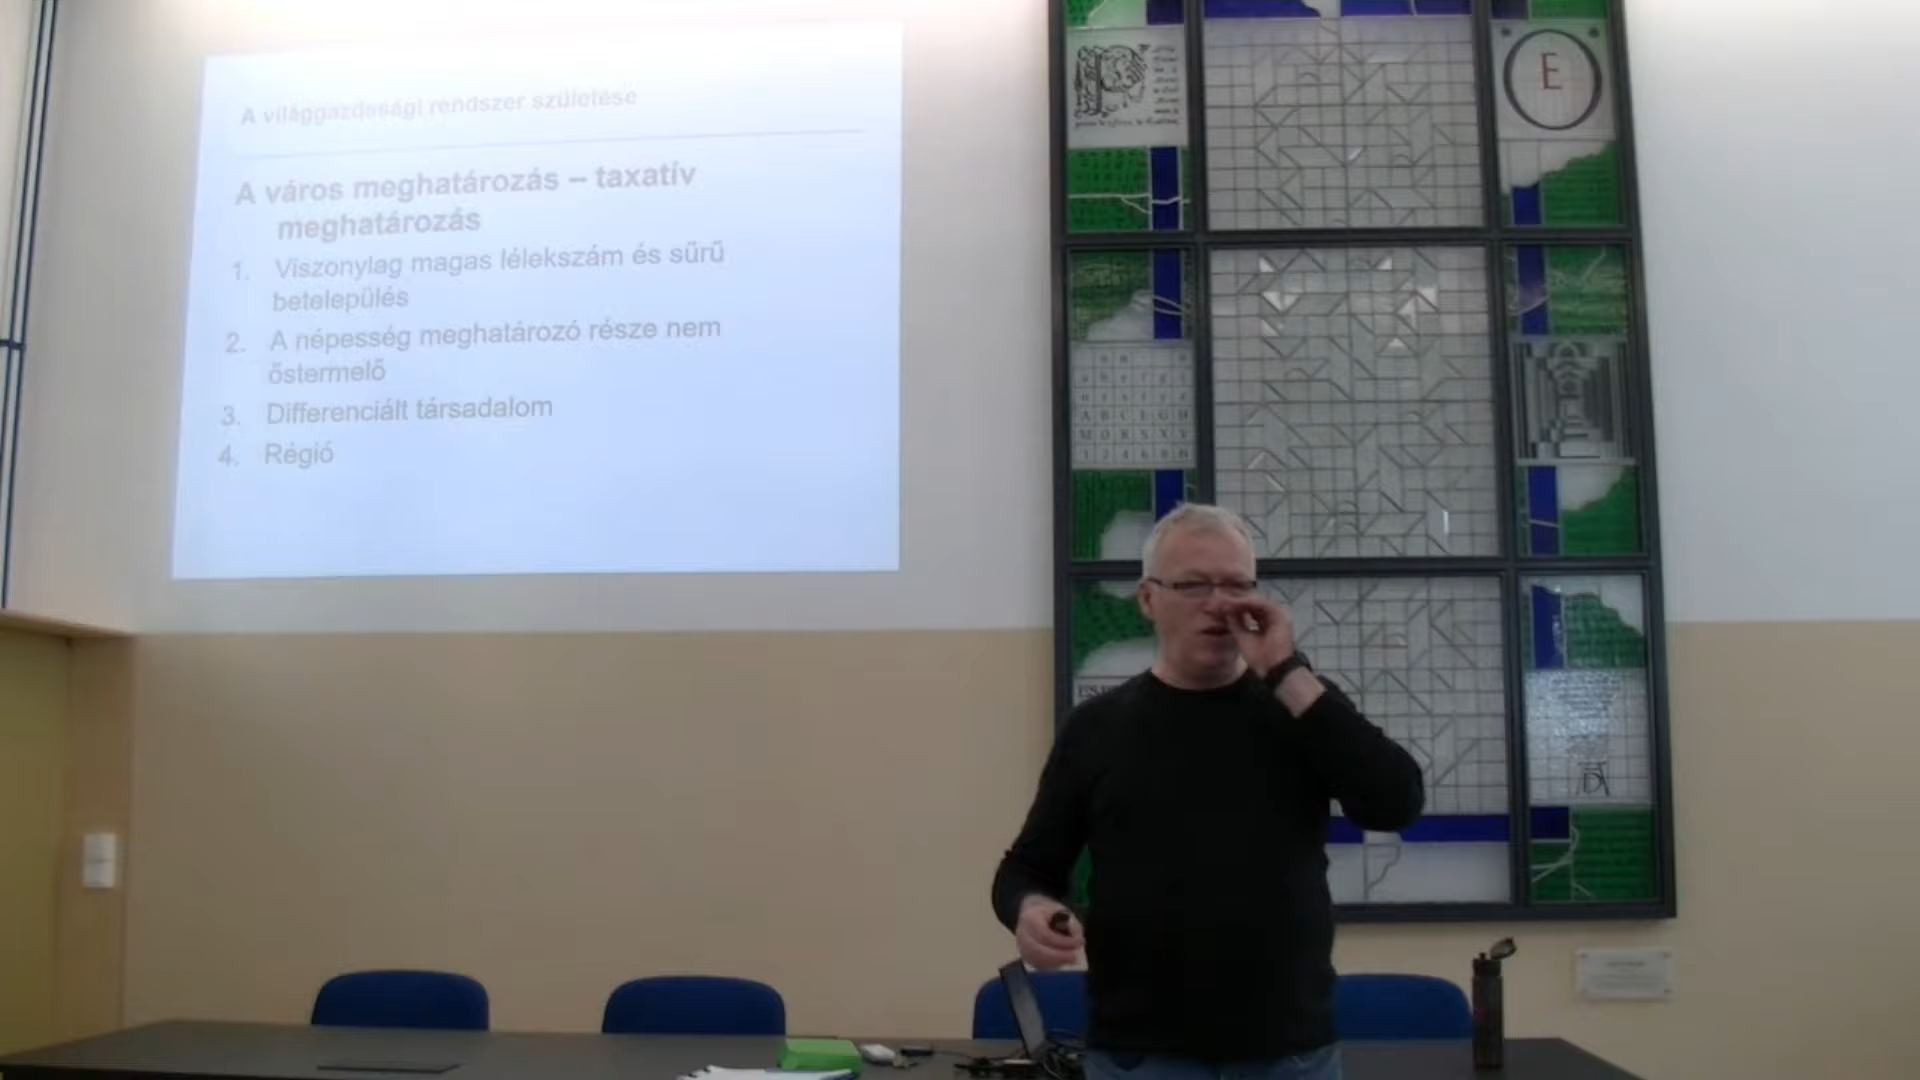 A világgazdasági rendszer születése
A város meghatározás – taxatív
meghatározás
1. Viszonylag magas lélekszám és sűrű
betelepülés
2. A népesség meghatározó része nem
őstermelő
3. Differenciált társadalom
4. Régió
E